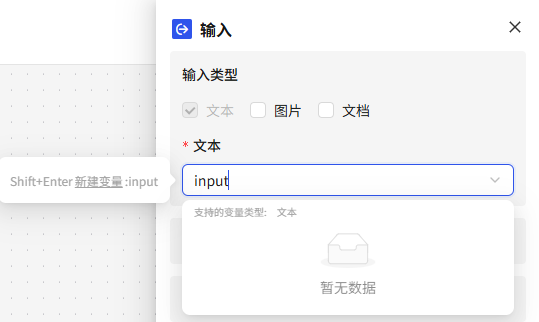 输入
输入类型
文本 图片 文档
* 文本
Shift+Enter 新建变量 :input
input
支持的变量类型: 文本
暂无数据